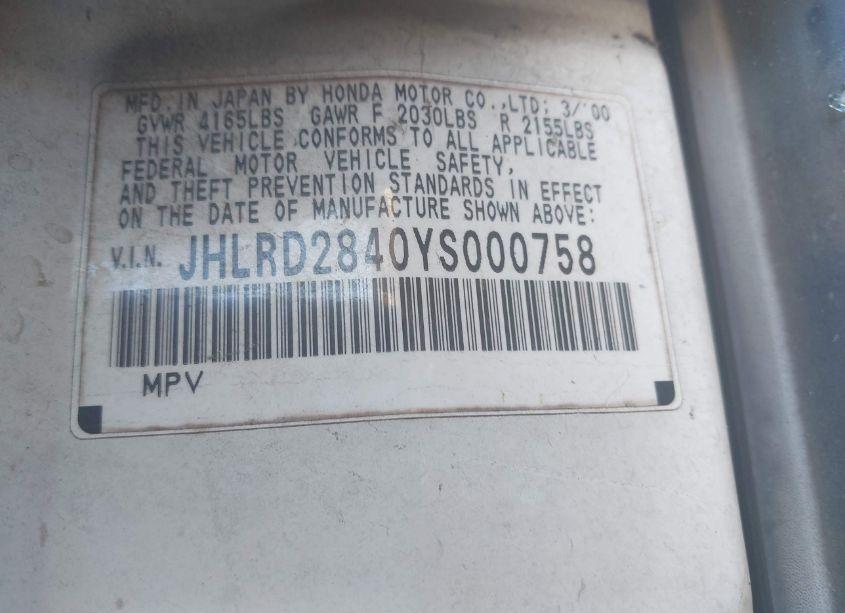 MFD. IN JAPAN BY HONDA MOTOR CO.,LTD: 3/'00
GVWR 4165LBS GAWR F 2030LBS R 2155LBS
THIS VEHICLE CONFORMS TO ALL APPLICABLE
FEDERAL MOTOR VEHICLE SAFETY,
AND THEFT PREVENTION STANDARDS IN EFFECT
ON THE DATE OF MANUFACTURE SHOWN ABOVE:
V.I.N. JHLRD2840YS000758
MPV